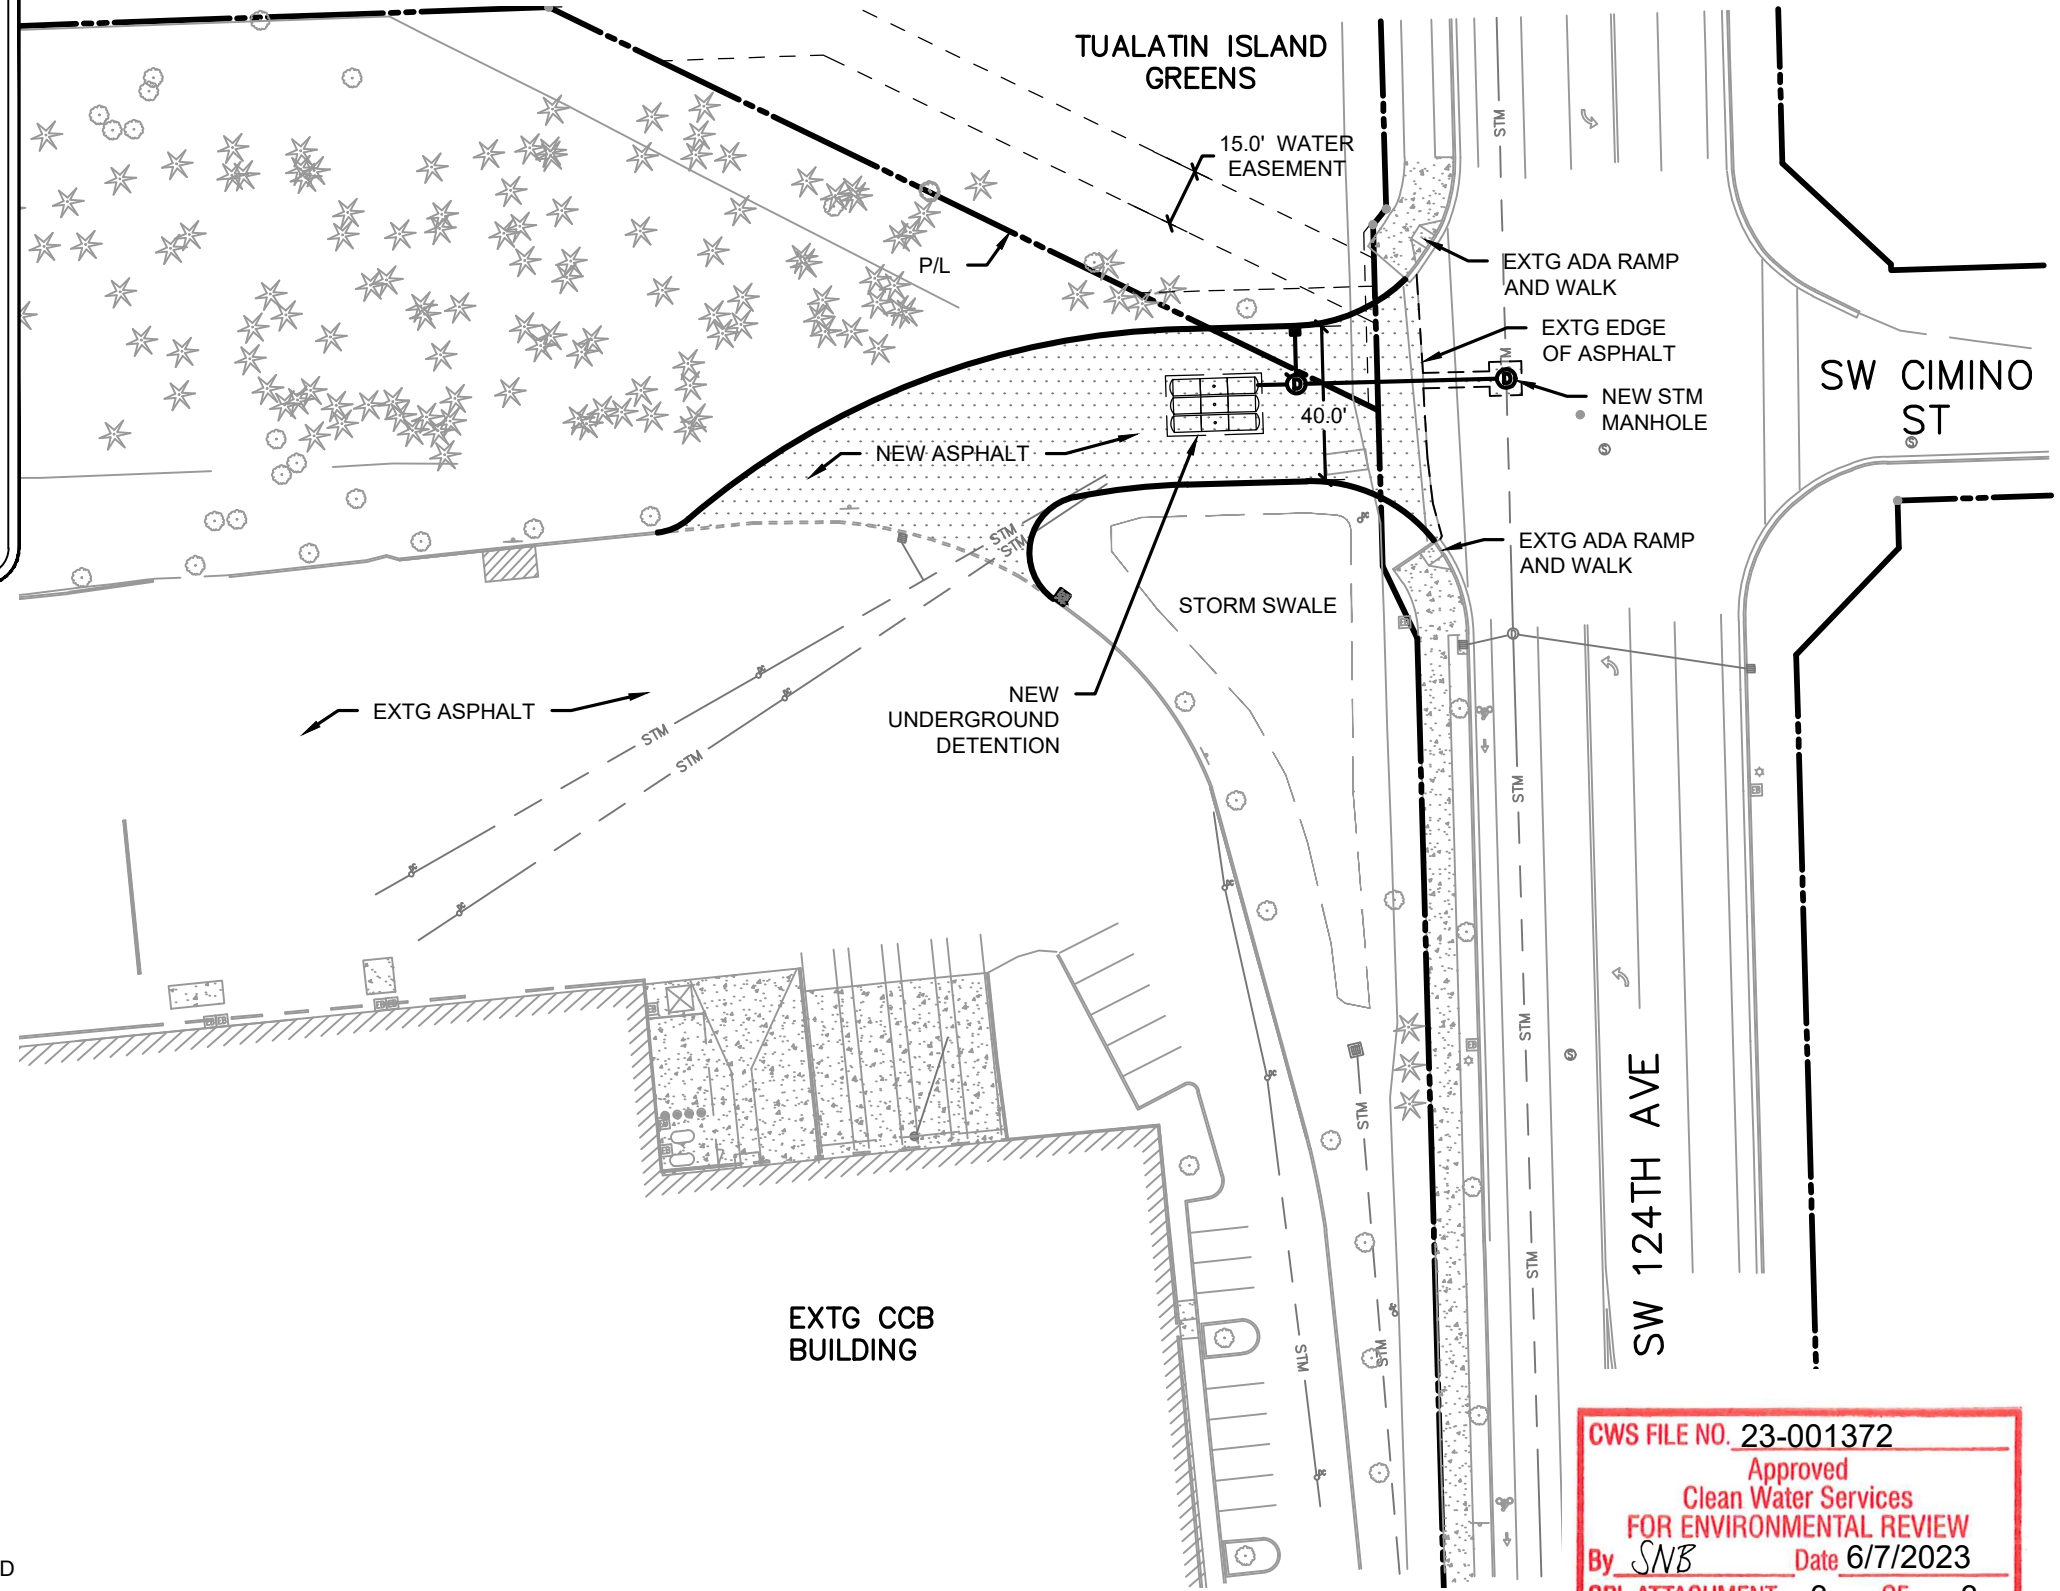 TUALATIN ISLAND
GREENS
15.0' WATER
EASEMENT
P/L
EXTG ADA RAMP
AND WALK
EXTG EDGE
OF ASPHALT
SW CIMINO
ST
NEW STM
MANHOLE
40.0'
NEW ASPHALT
EXTG ADA RAMP
AND WALK
STORM SWALE
EXTG ASPHALT
NEW
UNDERGROUND
DETENTION
STM
STM
STM
STM
STM
STM
STM
STM
STM
STM
STM
STM
D
D
SW 124TH AVE
EXTG CCB
BUILDING
CWS FILE NO. 23-001372
Approved
Clean Water Services
FOR ENVIRONMENTAL REVIEW
By SNB Date 6/7/2023
D